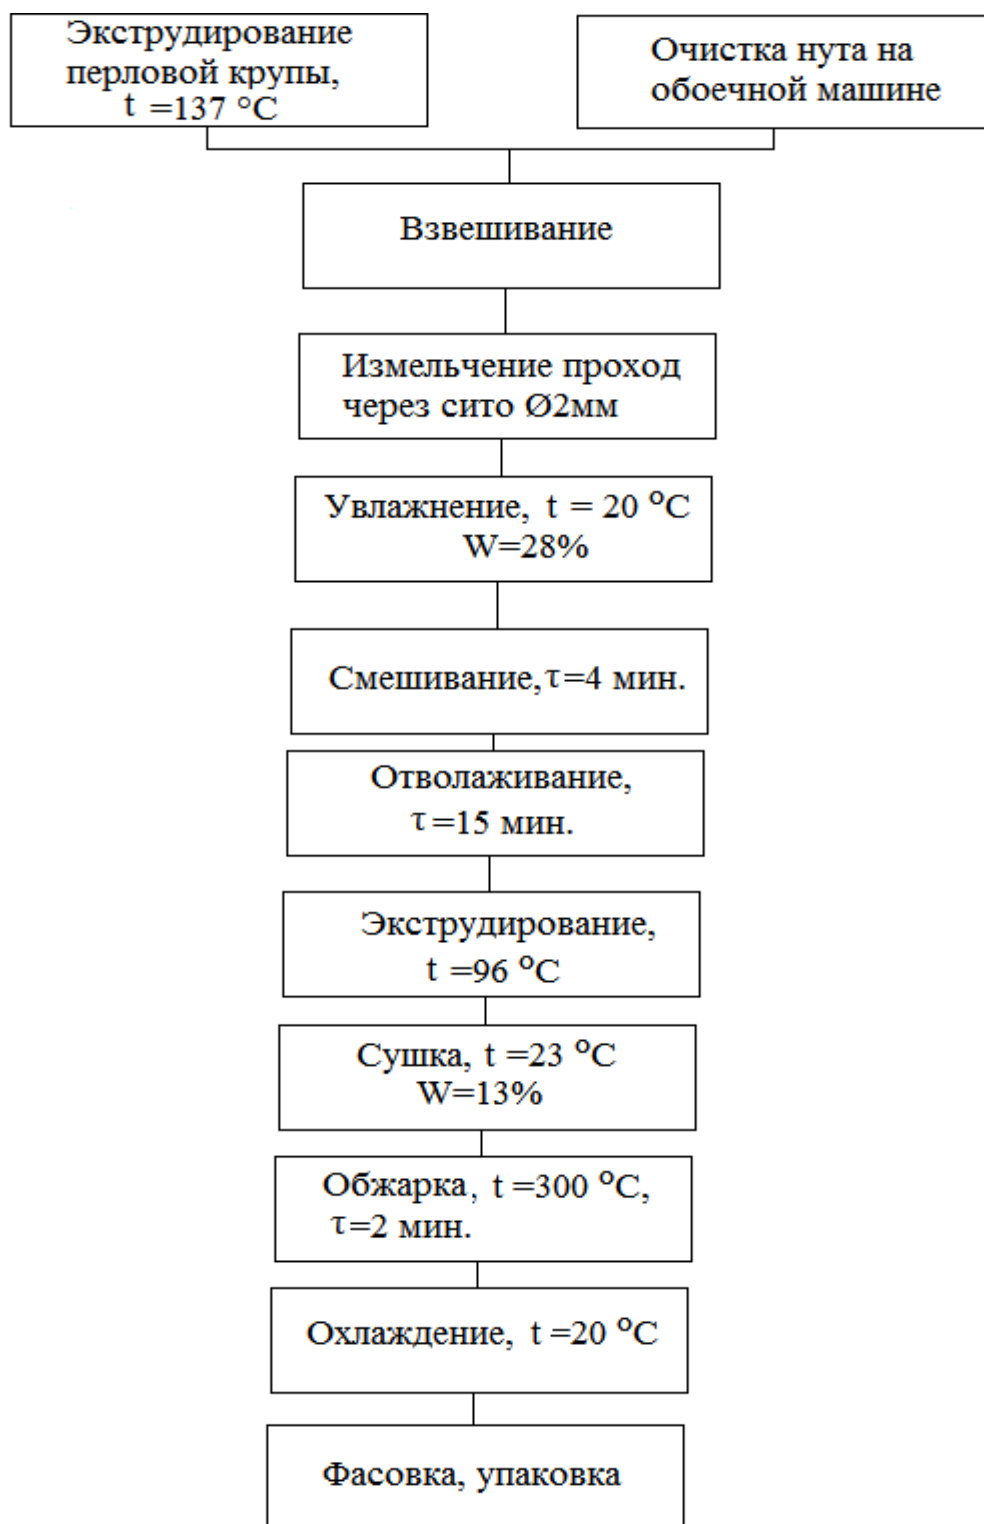 Экструдирование
перловой крупы,
t =137 °C
Очистка нута на
обоечной машине
Взвешивание
Измельчение проход
через сито Ø2мм
Увлажнение, t = 20 °C
W=28%
Смешивание, τ=4 мин.
Отволаживание,
τ=15 мин.
Экструдирование,
t =96 °C
Сушка, t =23 °C
W=13%
Обжарка, t =300 °C,
τ=2 мин.
Охлаждение, t =20 °C
Фасовка, упаковка